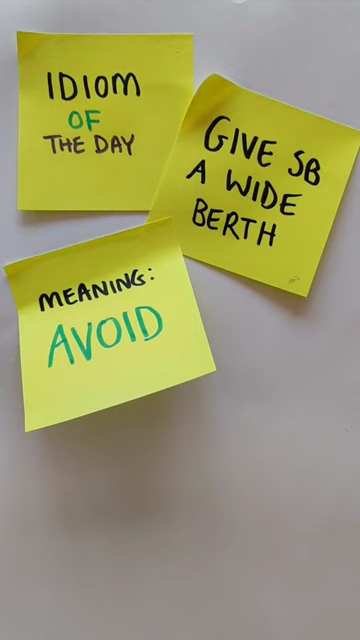 IDIOM
OF
THE DAY
GIVE SB
A WIDE
BERTH
MEANING:
AVOID